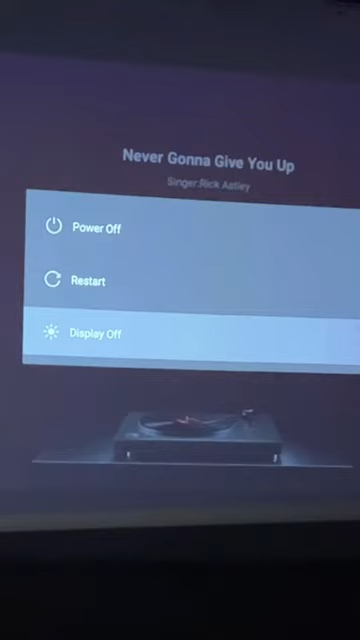 Never Gonna Give You Up
Singer:Rick Astley
Power Off
Restart
Display Off